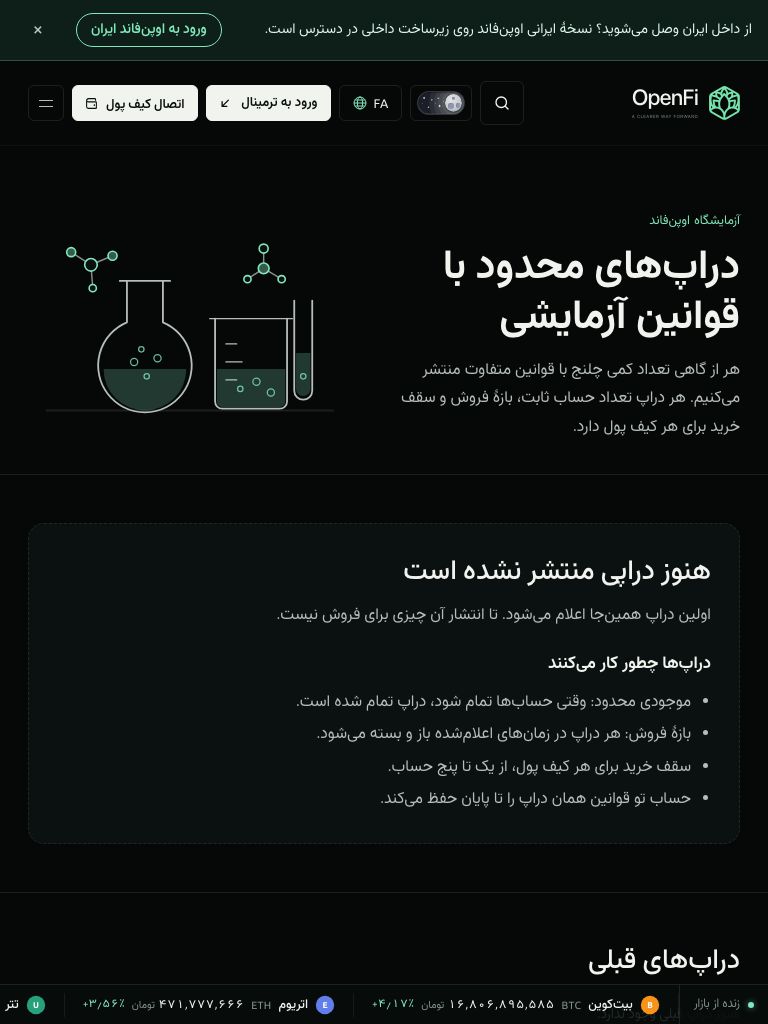 از داخل ایران وصل می‌شوید؟ نسخهٔ ایرانی اوپن‌فاند روی زیرساخت داخلی در دسترس است.
ورود به اوپن‌فاند ایران
×
OpenFi
A CLEARER WAY FORWARD
FA
ورود به ترمینال
اتصال کیف پول
آزمایشگاه اوپن‌فاند
دراپ‌های محدود با
قوانین آزمایشی
هر از گاهی تعداد کمی چلنج با قوانین متفاوت منتشر
می‌کنیم. هر دراپ تعداد حساب ثابت، بازهٔ فروش و سقف
خرید برای هر کیف پول دارد.
هنوز دراپی منتشر نشده است
اولین دراپ همین‌جا اعلام می‌شود. تا انتشار آن چیزی برای فروش نیست.
دراپ‌ها چطور کار می‌کنند
• موجودی محدود: وقتی حساب‌ها تمام شود، دراپ تمام شده است.
• بازهٔ فروش: هر دراپ در زمان‌های اعلام‌شده باز و بسته می‌شود.
• سقف خرید برای هر کیف پول، از یک تا پنج حساب.
• حساب تو قوانین همان دراپ را تا پایان حفظ می‌کند.
دراپ‌های قبلی
قبلی وجود ندارد.
زنده از بازار
B بیت‌کوین BTC ۱۶,۸۰۶,۸۹۵,۵۸۵ تومان +۴٫۱۷٪
E اتریوم ETH ۴۷۱,۷۷۷,۶۶۶ تومان +۳٫۵۶٪
U تتر